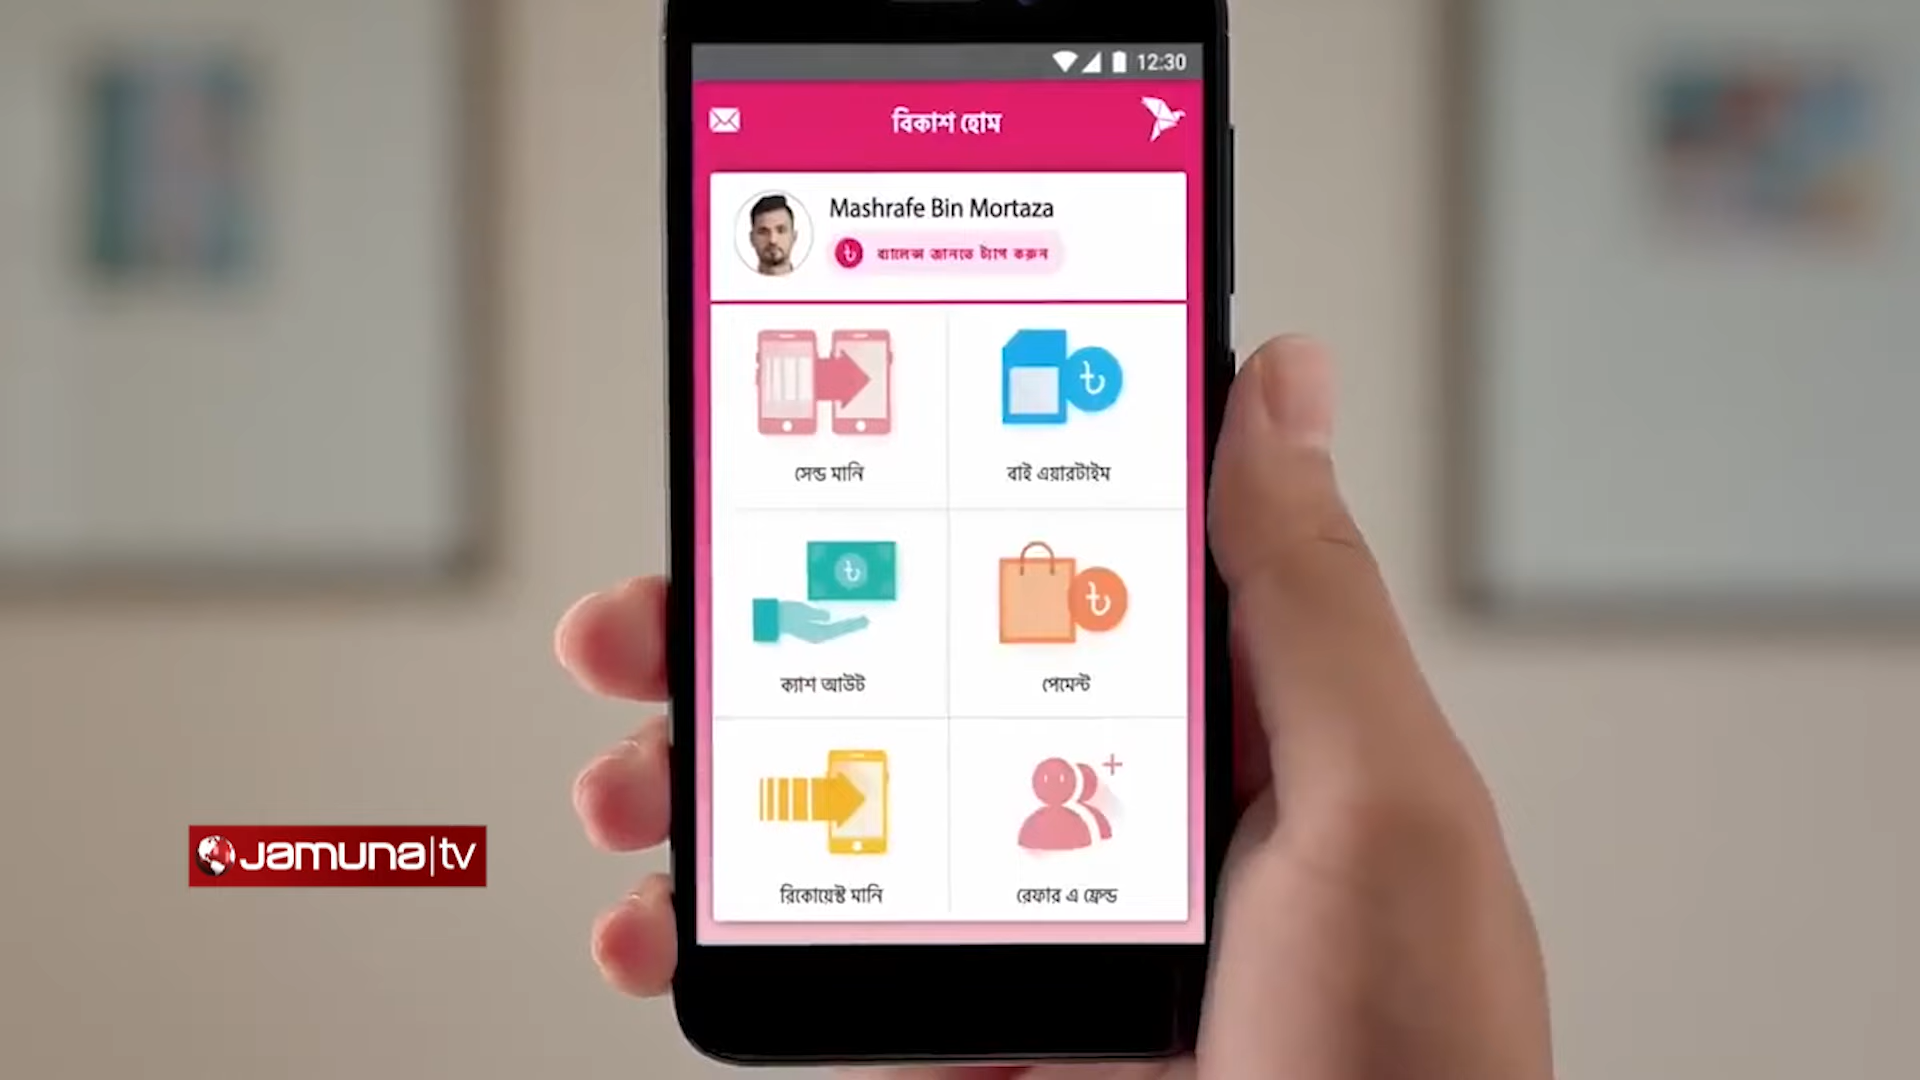 12:30
বিকাশ হোম
Mashrafe Bin Mortaza
৳ ব্যালেন্স জানতে ট্যাপ করুন
৳
সেন্ড মানি
বাই এয়ারটাইম
৳
৳
ক্যাশ আউট
পেমেন্ট
রিকোয়েস্ট মানি
রেফার এ ফ্রেন্ড
Jamuna|tv